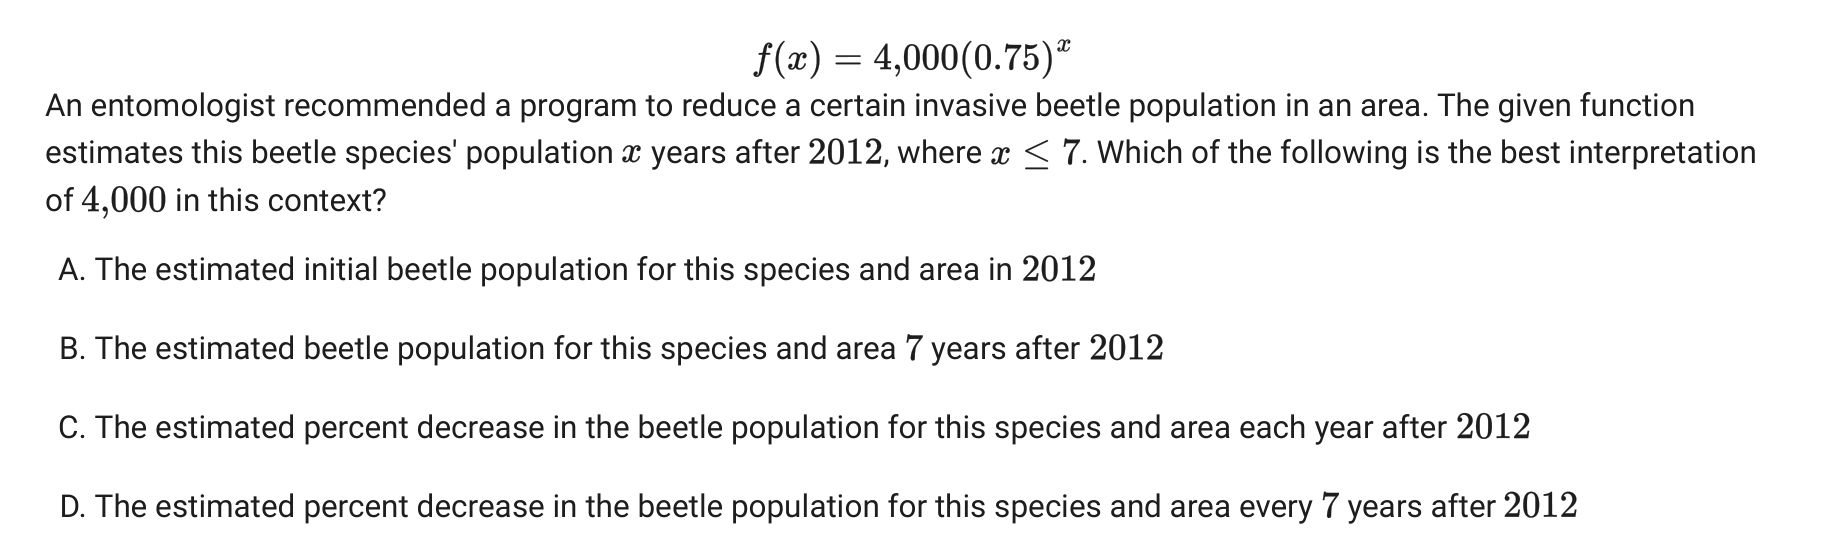 f(x) = 4,000(0.75)^x
An entomologist recommended a program to reduce a certain invasive beetle population in an area. The given function
estimates this beetle species' population x years after 2012, where x ≤ 7. Which of the following is the best interpretation
of 4,000 in this context?
A. The estimated initial beetle population for this species and area in 2012
B. The estimated beetle population for this species and area 7 years after 2012
C. The estimated percent decrease in the beetle population for this species and area each year after 2012
D. The estimated percent decrease in the beetle population for this species and area every 7 years after 2012